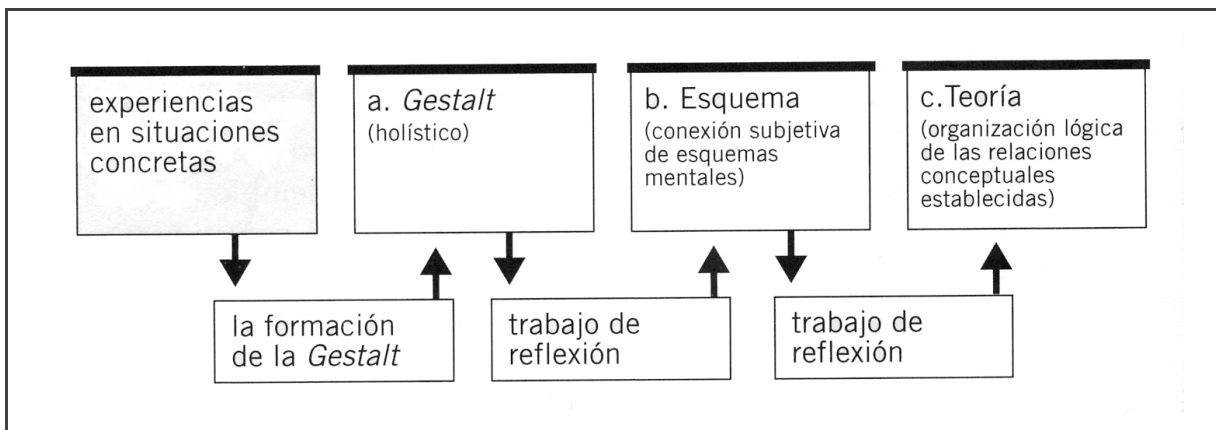 experiencias
en situaciones
concretas
a. Gestalt
(holístico)
b. Esquema
(conexión subjetiva
de esquemas
mentales)
c.Teoría
(organización lógica
de las relaciones
conceptuales
establecidas)
la formación
de la Gestalt
trabajo de
reflexión
trabajo de
reflexión